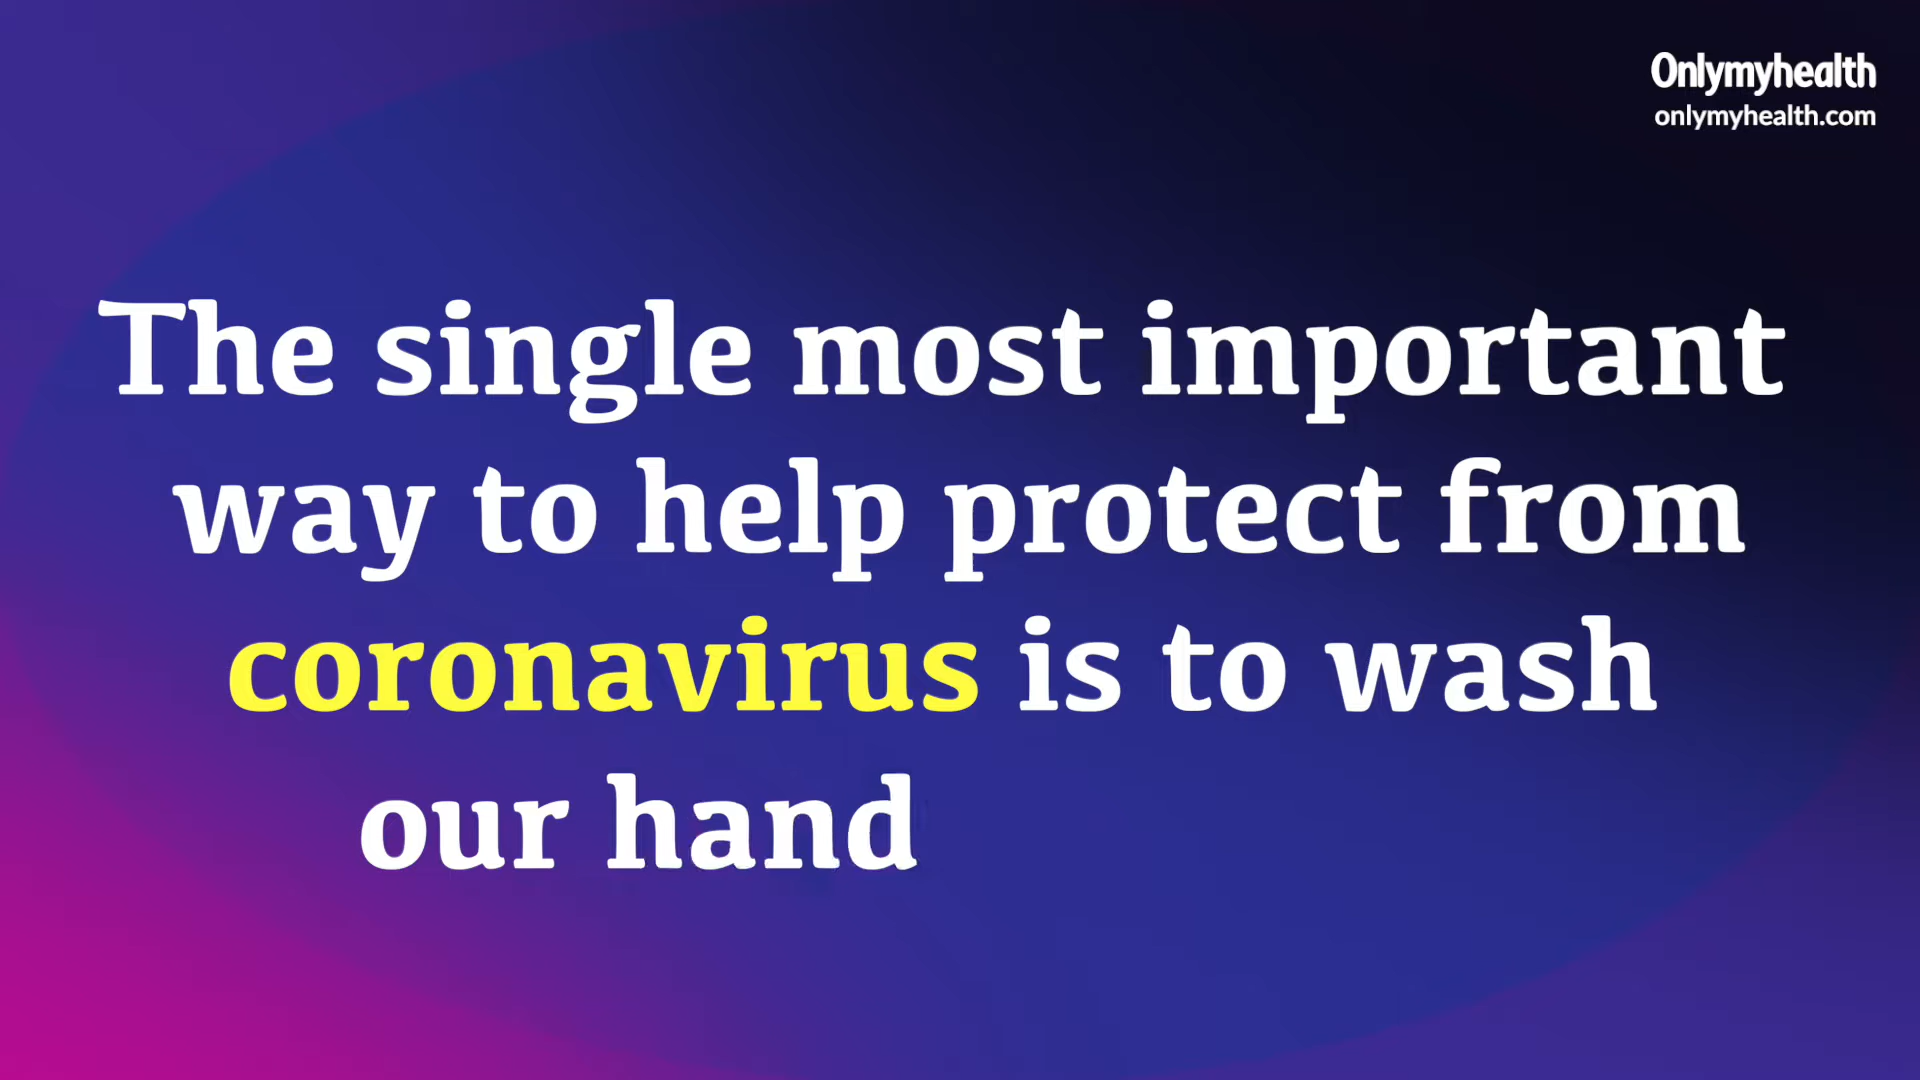 Onlymyhealth
onlymyhealth.com
The single most important
way to help protect from
coronavirus is to wash
our hand